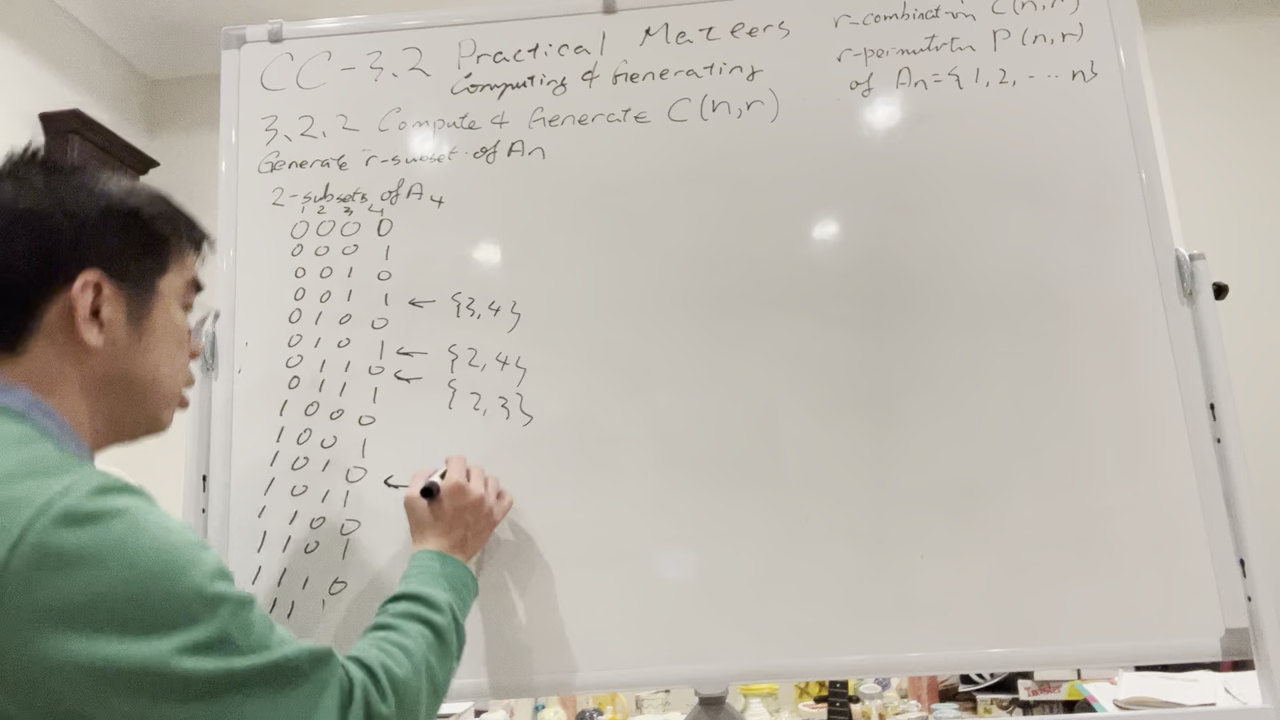 CC-3.2 Practical Matters
Computing & Generating
r-combination C(n,r)
r-permutatn P(n,r)
of An={1,2,---n}
3.2.2 Compute & Generate C(n,r)
Generate r-subset of An
2-subsets of A4
1 2 3 4
0 0 0 0
0 0 0 1
0 0 1 0
0 0 1 1 ← {3,4}
0 1 0 0
0 1 0 1 ← {2,4}
0 1 1 0 ← {2,3}
0 1 1 1
1 0 0 0
1 0 0 1
1 0 1 0 ←
1 0 1 1
1 1 0 0
1 1 0 1
1 1 1 0
1 1 1